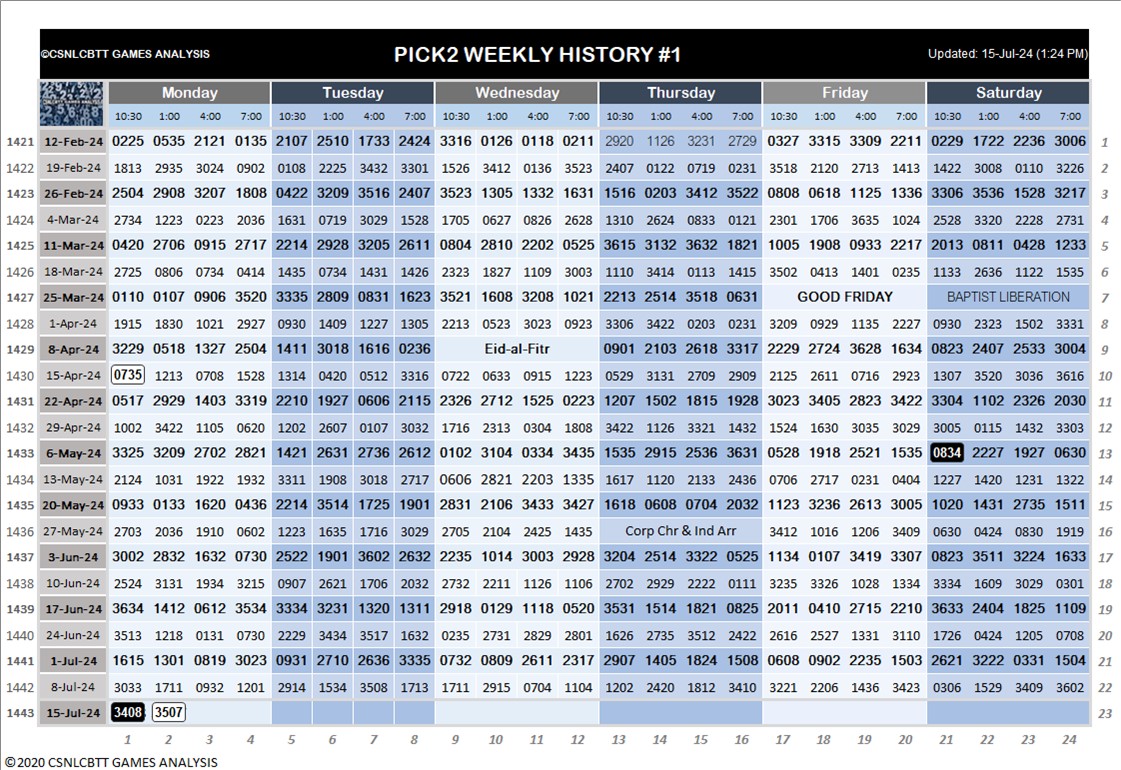 ©CSNLCBTT GAMES ANALYSIS PICK2 WEEKLY HISTORY #1 Updated: 15-Jul-24 (1:24 PM)
Monday Tuesday Wednesday Thursday Friday Saturday
10:30 1:00 4:00 7:00 10:30 1:00 4:00 7:00 10:30 1:00 4:00 7:00 10:30 1:00 4:00 7:00 10:30 1:00 4:00 7:00 10:30 1:00 4:00 7:00
1421 12-Feb-24 0225 0535 2121 0135 2107 2510 1733 2424 3316 0126 0118 0211 2920 1126 3231 2729 0327 3315 3309 2211 0229 1722 2236 3006 1
1422 19-Feb-24 1813 2935 3024 0902 0108 2225 3432 3301 1526 3412 0136 3523 2407 0122 0719 0231 3518 2120 2713 1413 1422 3008 0110 3226 2
1423 26-Feb-24 2504 2908 3207 1808 0422 3209 3516 2407 3523 1305 1332 1631 1516 0203 3412 3522 0808 0618 1125 1336 3306 3536 1528 3217 3
1424 4-Mar-24 2734 1223 0223 2036 1631 0719 3029 1528 1705 0627 0826 2628 1310 2624 0833 0121 2301 1706 3635 1024 2528 3320 2228 2731 4
1425 11-Mar-24 0420 2706 0915 2717 2214 2928 3205 2611 0804 2810 2202 0525 3615 3132 3632 1821 1005 1908 0933 2217 2013 0811 0428 1233 5
1426 18-Mar-24 2725 0806 0734 0414 1435 0734 1431 1426 2323 1827 1109 3003 1110 3414 0113 1415 3502 0413 1401 0235 1133 2636 1122 1535 6
1427 25-Mar-24 0110 0107 0906 3520 3335 2809 0831 1623 3521 1608 3208 1021 2213 2514 3518 0631 GOOD FRIDAY BAPTIST LIBERATION 7
1428 1-Apr-24 1915 1830 1021 2927 0930 1409 1227 1305 2213 0523 3023 0923 3306 3422 0203 0231 3209 0929 1135 2227 0930 2323 1502 3331 8
1429 8-Apr-24 3229 0518 1327 2504 1411 3018 1616 0236 Eid-al-Fitr 0901 2103 2618 3317 2229 2724 3628 1634 0823 2407 2533 3004 9
1430 15-Apr-24 0735 1213 0708 1528 1314 0420 0512 3316 0722 0633 0915 1223 0529 3131 2709 2909 2125 2611 0716 2923 1307 3520 3036 3616 10
1431 22-Apr-24 0517 2929 1403 3319 2210 1927 0606 2115 2326 2712 1525 0223 1207 1502 1815 1928 3023 3405 2823 3422 3304 1102 2326 2030 11
1432 29-Apr-24 1002 3422 1105 0620 1202 2607 0107 3032 1716 2313 0304 1808 3422 1126 3321 1432 1524 1630 3035 3029 3005 0115 1432 3303 12
1433 6-May-24 3325 3209 2702 2821 1421 2631 2736 2612 0102 3104 0334 3435 1535 2915 2536 3631 0528 1918 2521 1535 0834 2227 1927 0630 13
1434 13-May-24 2124 1031 1922 1932 3311 1908 3018 2717 0606 2821 2203 1335 1617 1120 2133 2436 0706 2717 0231 0404 1227 1420 1231 1322 14
1435 20-May-24 0933 0133 1620 0436 2214 3514 1725 1901 2831 2106 3433 3427 1618 0608 0704 2032 1123 3236 2613 3005 1020 1431 2735 1511 15
1436 27-May-24 2703 2036 1910 0602 1223 1635 1716 3029 2705 2104 2425 1435 Corp Chr & Ind Arr 3412 1016 1206 3409 0630 0424 0830 1919 16
1437 3-Jun-24 3002 2832 1632 0730 2522 1901 3602 2632 2235 1014 3003 2928 3204 2514 3322 0525 1134 0107 3419 3307 0823 3511 3224 1633 17
1438 10-Jun-24 2524 3131 1934 3215 0907 2621 1706 2032 2732 2211 1126 1106 2702 2929 2222 0111 3235 3326 1028 1334 3334 1609 3029 0301 18
1439 17-Jun-24 3634 1412 0612 3534 3334 3231 1320 1311 2918 0129 1118 0520 3531 1514 1821 0825 2011 0410 2715 2210 3633 2404 1825 1109 19
1440 24-Jun-24 3513 1218 0131 0730 2229 3434 3517 1632 0235 2731 2829 2801 1626 2735 3512 2422 2616 2527 1331 3110 1726 0424 1205 0708 20
1441 1-Jul-24 1615 1301 0819 3023 0931 2710 2636 3335 0732 0809 2611 2317 2907 1405 1824 1508 0608 0902 2235 1503 2621 3222 0331 1504 21
1442 8-Jul-24 3033 1711 0932 1201 2914 1534 3508 1713 1711 2915 0704 1104 1202 2420 1812 3410 3221 2206 1436 3423 0306 1529 3409 3602 22
1443 15-Jul-24 3408 3507 23
1 2 3 4 5 6 7 8 9 10 11 12 13 14 15 16 17 18 19 20 21 22 23 24
©2020 CSNLCBTT GAMES ANALYSIS